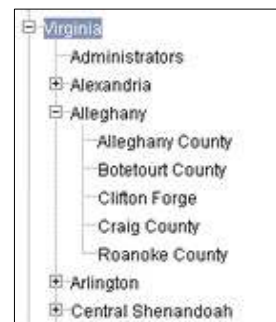 Virginia
Administrators
Alexandria
Alleghany
Alleghany County
Botetourt County
Clifton Forge
Craig County
Roanoke County
Arlington
Central Shenandoah